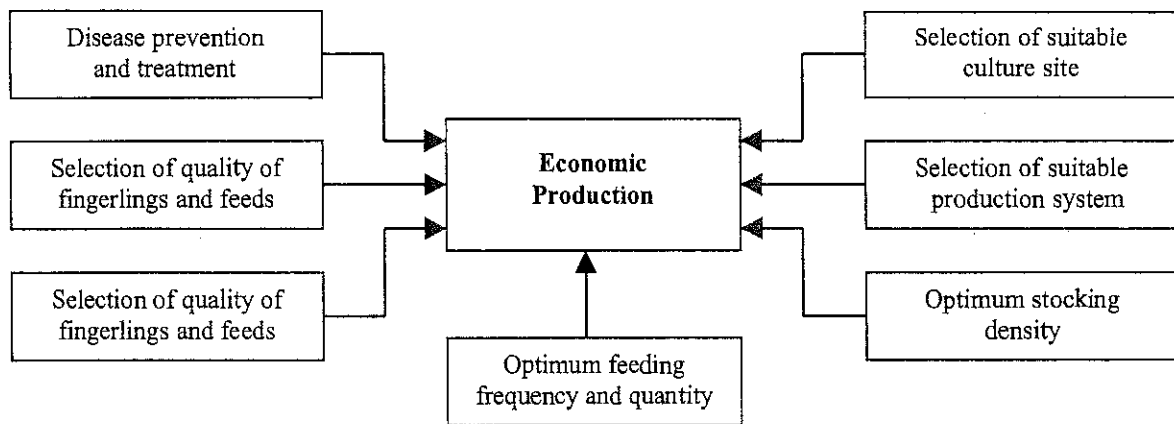 Disease prevention
and treatment
Selection of quality of
fingerlings and feeds
Selection of quality of
fingerlings and feeds
Economic
Production
Optimum feeding
frequency and quantity
Selection of suitable
culture site
Selection of suitable
production system
Optimum stocking
density